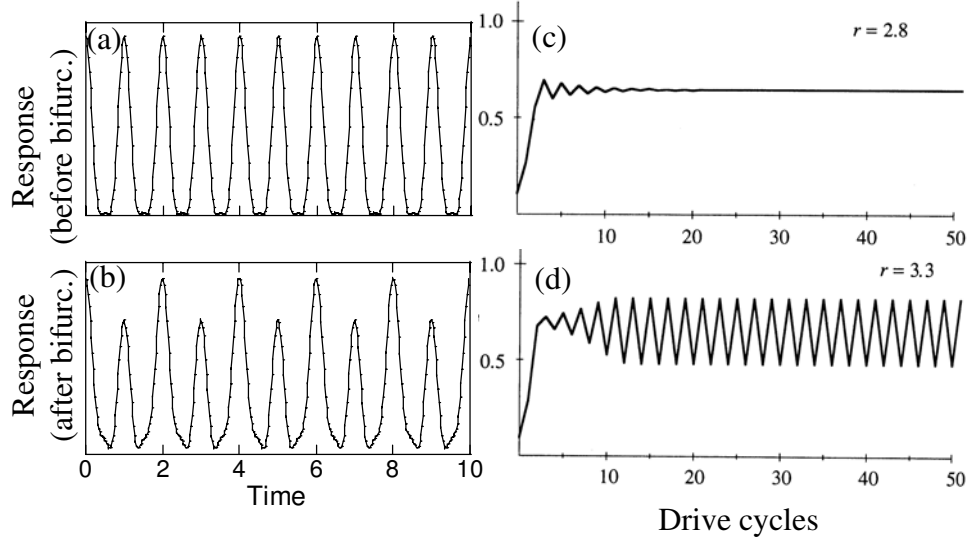 (a)
Response
(before bifurc.)
(c)
r = 2.8
1.0
0.5
10
20
30
40
50
(b)
Response
(after bifurc.)
0
2
4
6
8
10
Time
(d)
r = 3.3
1.0
0.5
10
20
30
40
50
Drive cycles